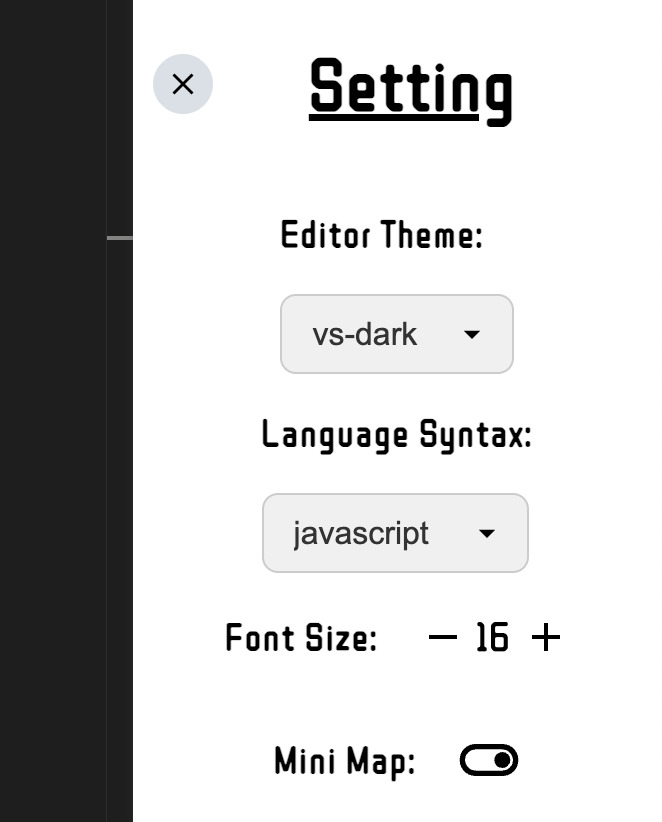 Setting
Editor Theme:
vs-dark
Language Syntax:
javascript
Font Size: 16
Mini Map: